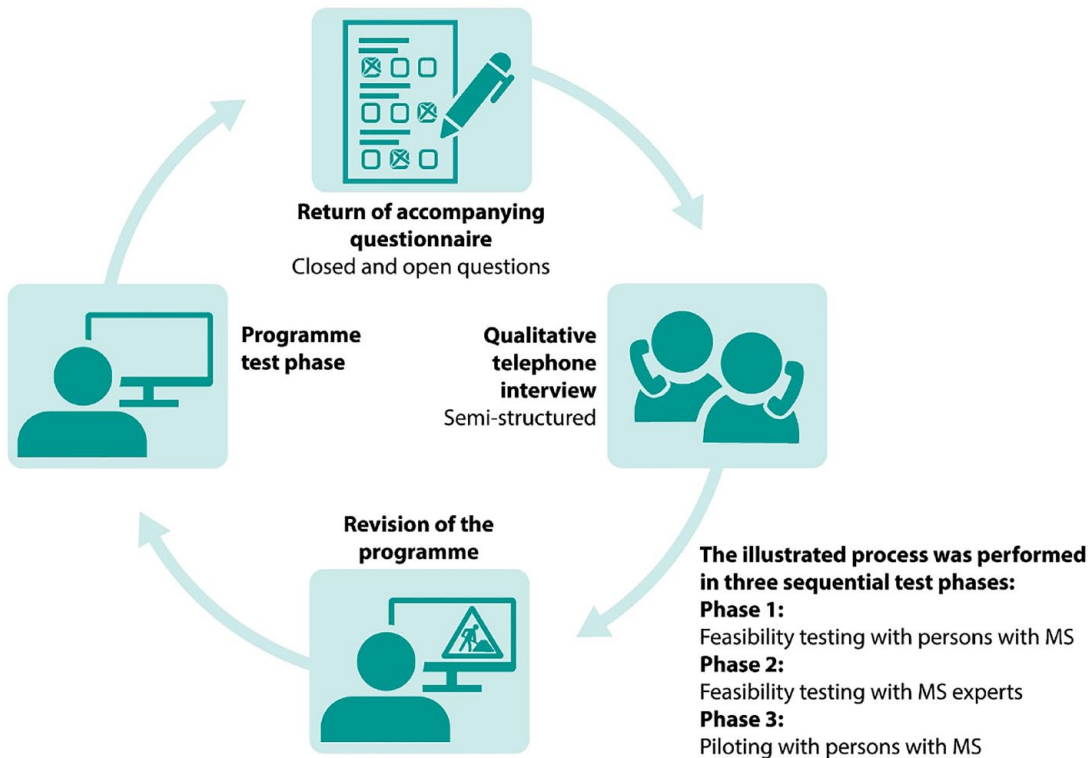 Return of accompanying
questionnaire
Closed and open questions
Programme
test phase
Qualitative
telephone
interview
Semi-structured
Revision of the
programme
The illustrated process was performed
in three sequential test phases:
Phase 1:
Feasibility testing with persons with MS
Phase 2:
Feasibility testing with MS experts
Phase 3:
Piloting with persons with MS